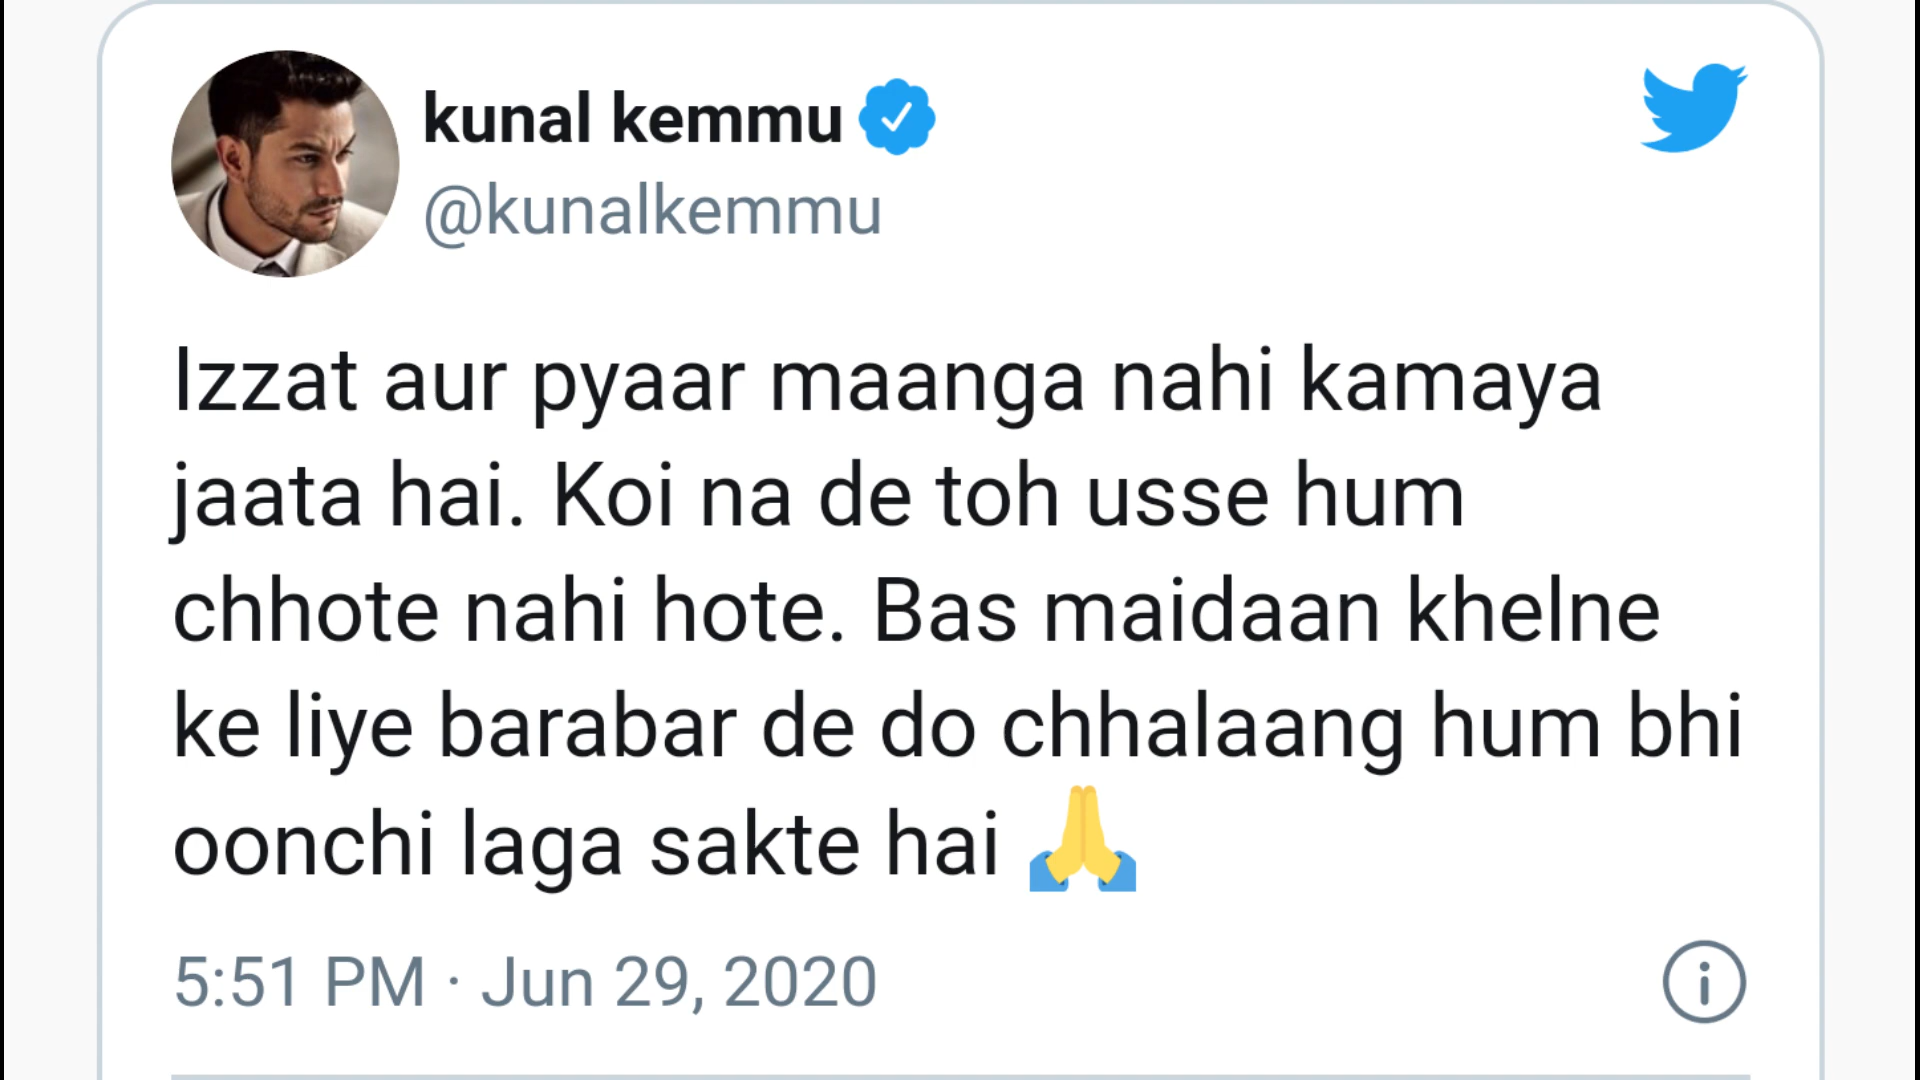 kunal kemmu
@kunalkemmu
Izzat aur pyaar maanga nahi kamaya
jaata hai. Koi na de toh usse hum
chhote nahi hote. Bas maidaan khelne
ke liye barabar de do chhalaang hum bhi
oonchi laga sakte hai 🙏
5:51 PM · Jun 29, 2020